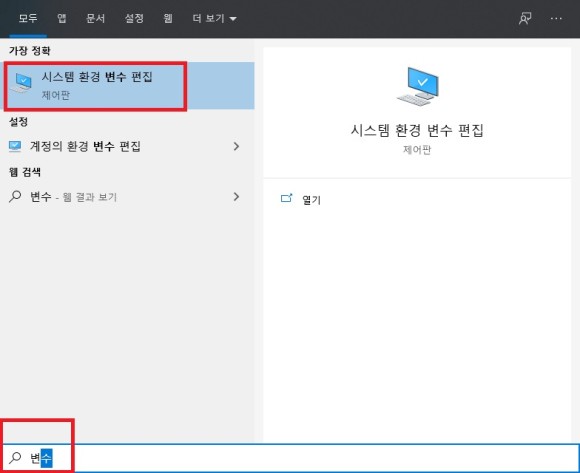 모두 앱 문서 설정 웹 더 보기
가장 정확
시스템 환경 변수 편집
제어판
설정
계정의 환경 변수 편집
웹 검색
변수 - 웹 결과 보기
시스템 환경 변수 편집
제어판
열기
변수